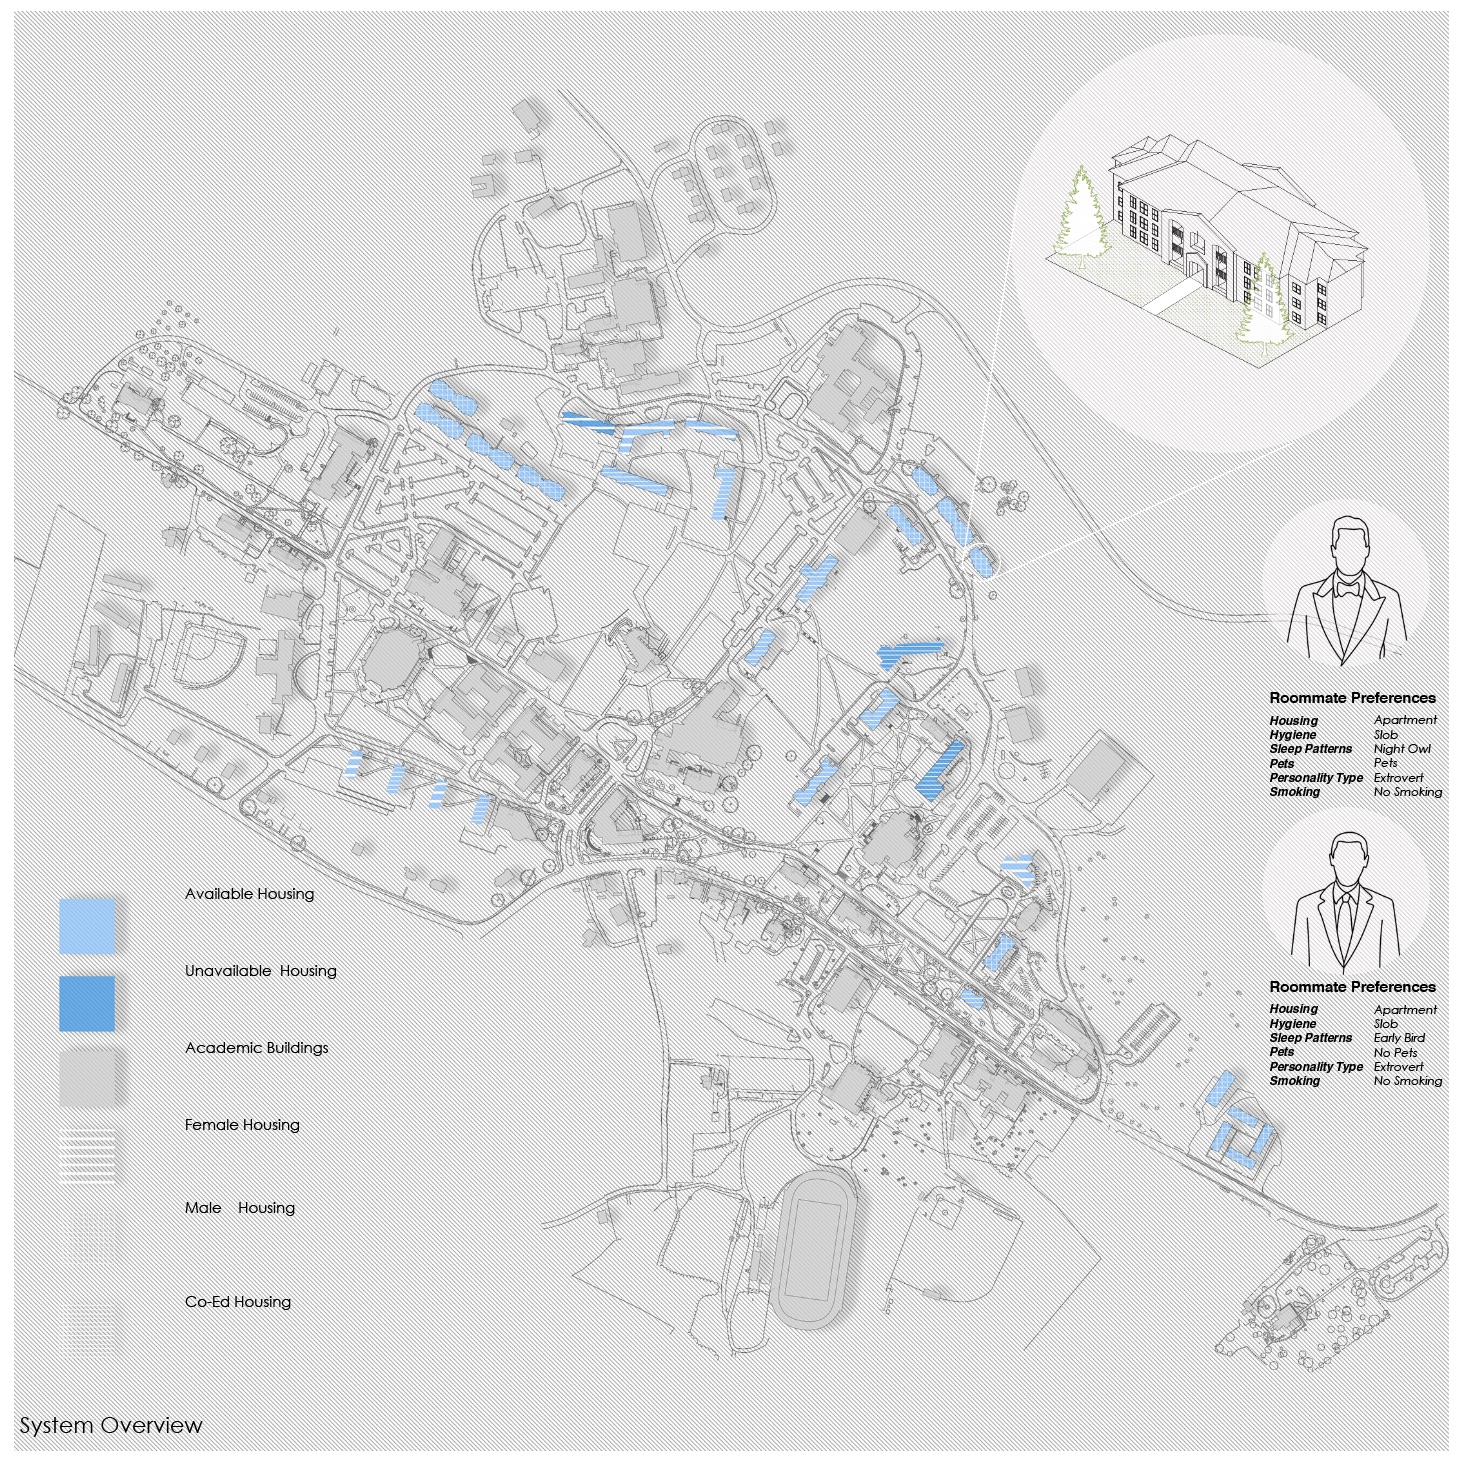 Roommate Preferences
Housing Apartment
Hygiene Slob
Sleep Patterns Night Owl
Pets Pets
Personality Type Extrovert
Smoking No Smoking
Roommate Preferences
Housing Apartment
Hygiene Slob
Sleep Patterns Early Bird
Pets No Pets
Personality Type Extrovert
Smoking No Smoking
Available Housing
Unavailable Housing
Academic Buildings
Female Housing
Male Housing
Co-Ed Housing
System Overview